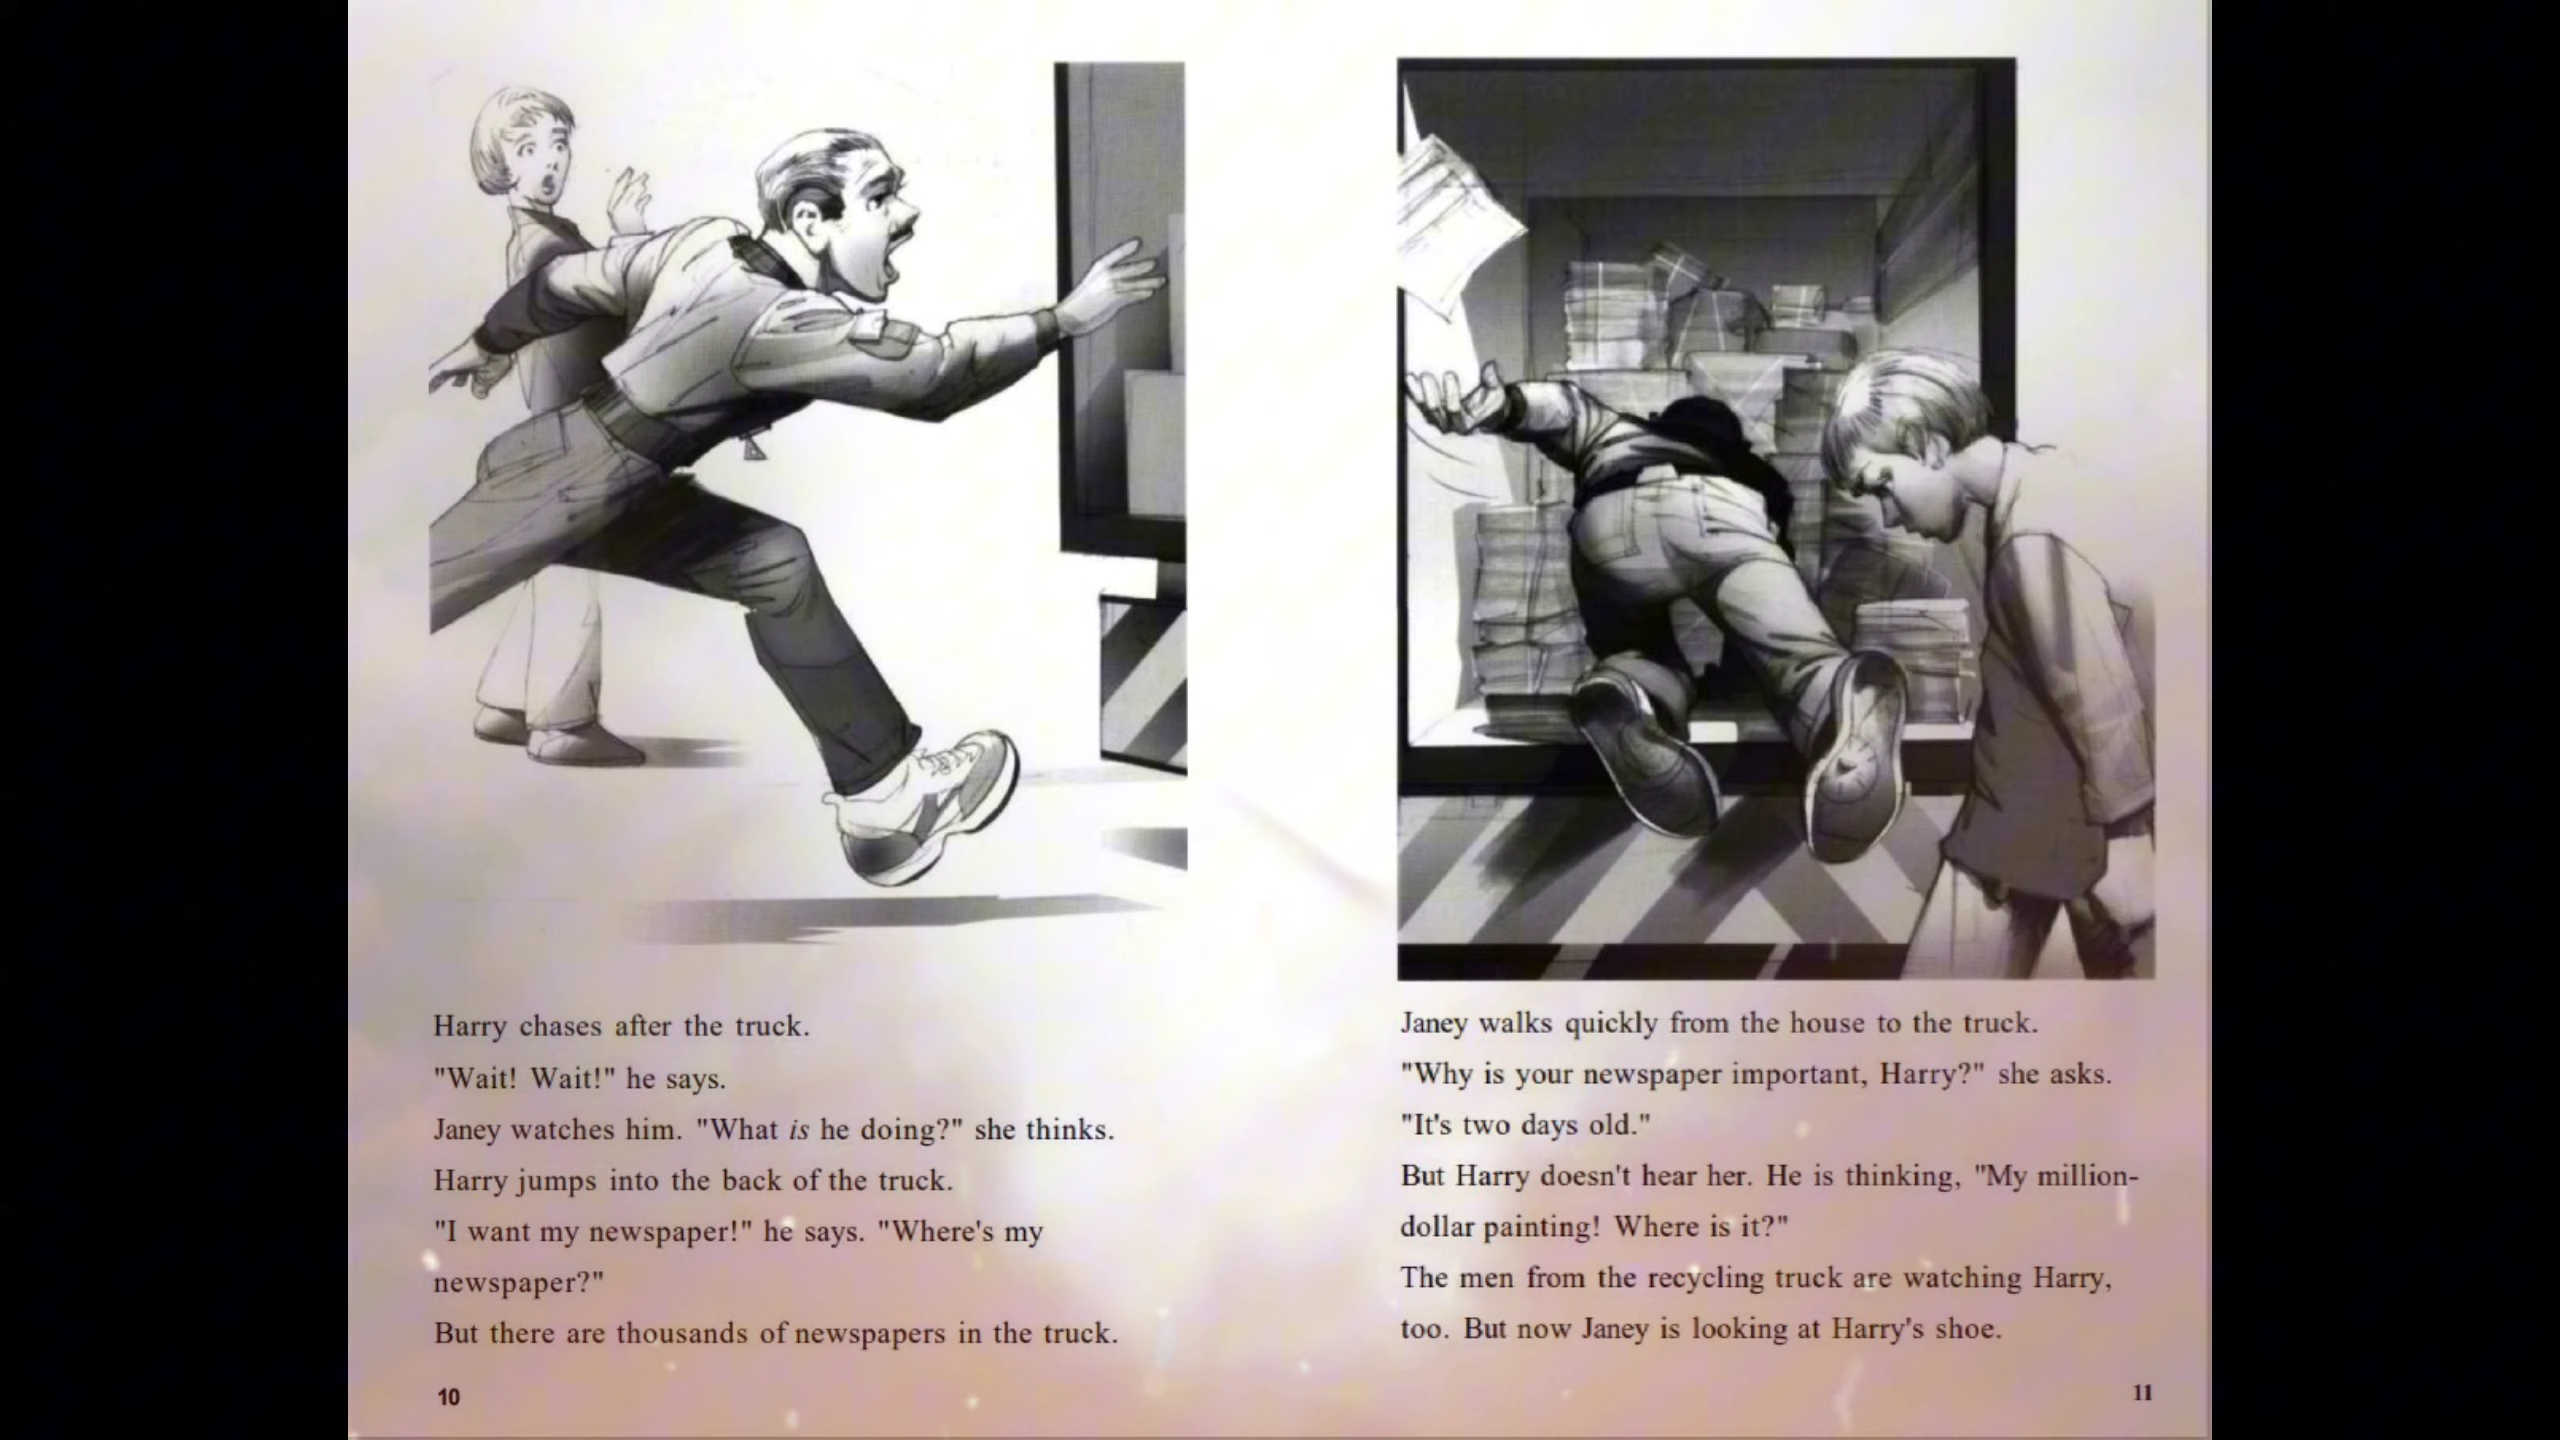 Harry chases after the truck.
"Wait! Wait!" he says.
Janey watches him. "What is he doing?" she thinks.
Harry jumps into the back of the truck.
"I want my newspaper!" he says. "Where's my
newspaper?"
But there are thousands of newspapers in the truck.
10
Janey walks quickly from the house to the truck.
"Why is your newspaper important, Harry?" she asks.
"It's two days old."
But Harry doesn't hear her. He is thinking, "My million-
dollar painting! Where is it?"
The men from the recycling truck are watching Harry,
too. But now Janey is looking at Harry's shoe.
11